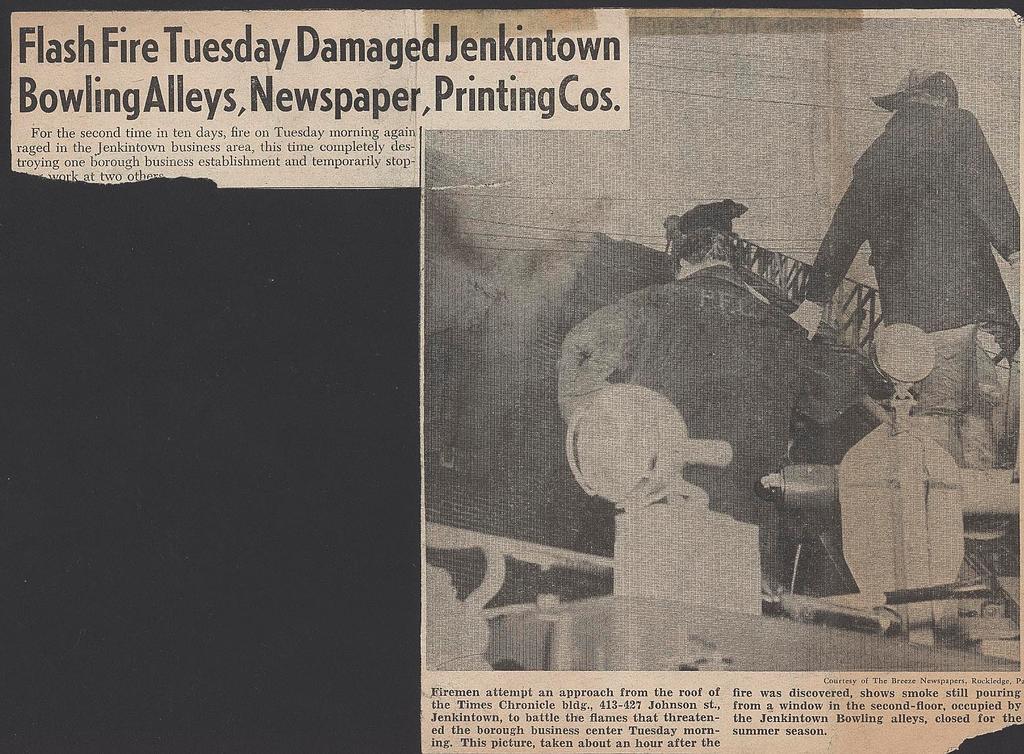 Flash Fire Tuesday Damaged Jenkintown
Bowling Alleys, Newspaper, Printing Cos.
For the second time in ten days, fire on Tuesday morning again
raged in the Jenkintown business area, this time completely des-
troying one borough business establishment and temporarily stop-
work at two others
Courtesy of The Breeze Newspapers, Rockledge, Pa
Firemen attempt an approach from the roof of
the Times Chronicle bldg., 413-427 Johnson st.,
Jenkintown, to battle the flames that threaten-
ed the borough business center Tuesday morn-
ing. This picture, taken about an hour after the
fire was discovered, shows smoke still pouring
from a window in the second-floor, occupied by
the Jenkintown Bowling alleys, closed for the
summer season.